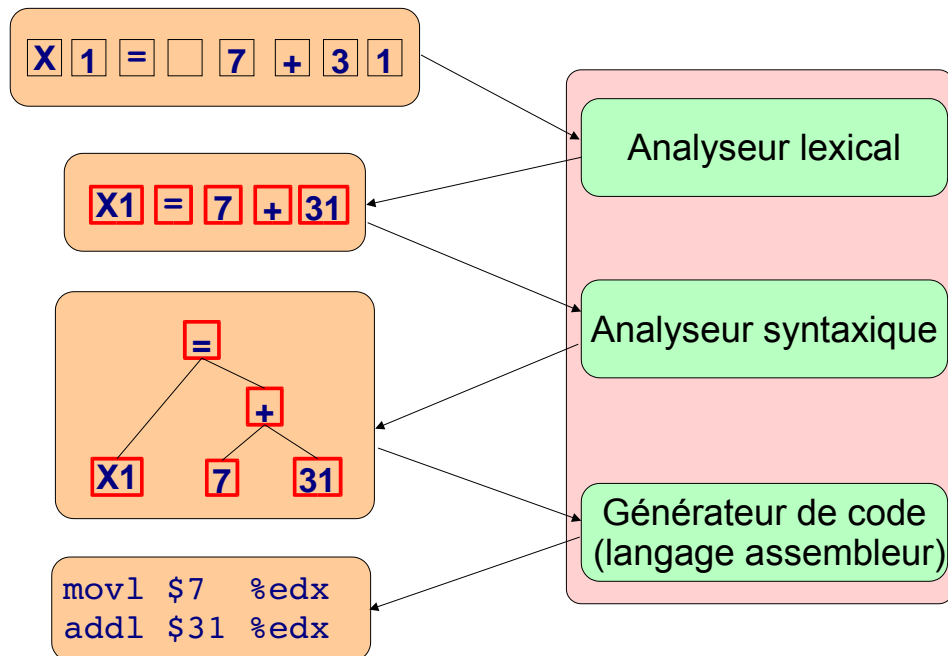 X 1 = 7 + 3 1
Analyseur lexical
X1 = 7 + 31
Analyseur syntaxique
=
+
X1 7 31
Générateur de code
(langage assembleur)
movl $7 %edx
addl $31 %edx